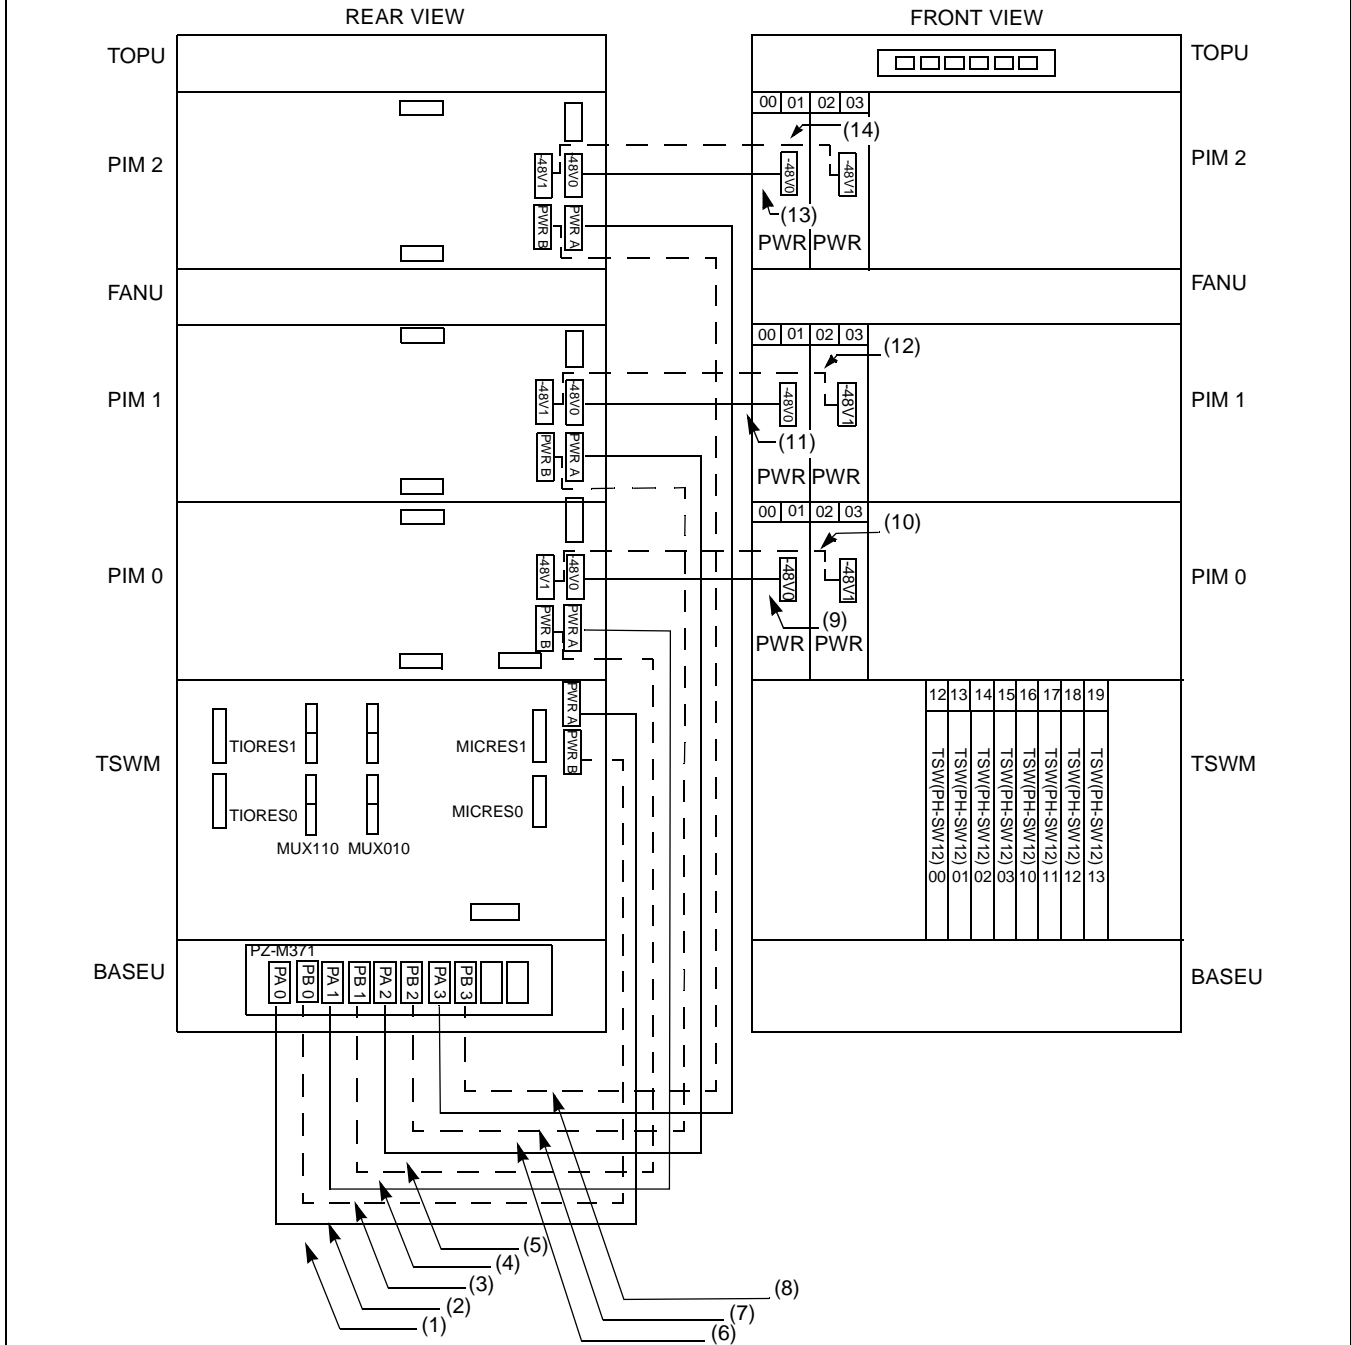 REAR VIEW
FRONT VIEW
TOPU
TOPU
00 01 02 03
(14)
PIM 2
-48V1
-48V0
-48V0
-48V1
PIM 2
(13)
PWR B
PWR A
PWR PWR
FANU
FANU
00 01 02 03
(12)
PIM 1
-48V1
-48V0
-48V0
-48V1
PIM 1
(11)
PWR B
PWR A
PWR PWR
00 01 02 03
(10)
PIM 0
-48V1
-48V0
-48V0
-48V1
PIM 0
(9)
PWR B
PWR A
PWR PWR
PWR A
12 13 14 15 16 17 18 19
TIORES1
MICRES1
PWR B
TSWM
TSWM
TIORES0
MICRES0
MUX110 MUX010
TSW(PH-SW12) 00
TSW(PH-SW12) 01
TSW(PH-SW12) 02
TSW(PH-SW12) 03
TSW(PH-SW12) 10
TSW(PH-SW12) 11
TSW(PH-SW12) 12
TSW(PH-SW12) 13
PZ-M371
BASEU
PA 0
PB 0
PA 1
PB 1
PA 2
PB 2
PA 3
PB 3
BASEU
(5)
(4)
(3)
(8)
(2)
(7)
(1)
(6)